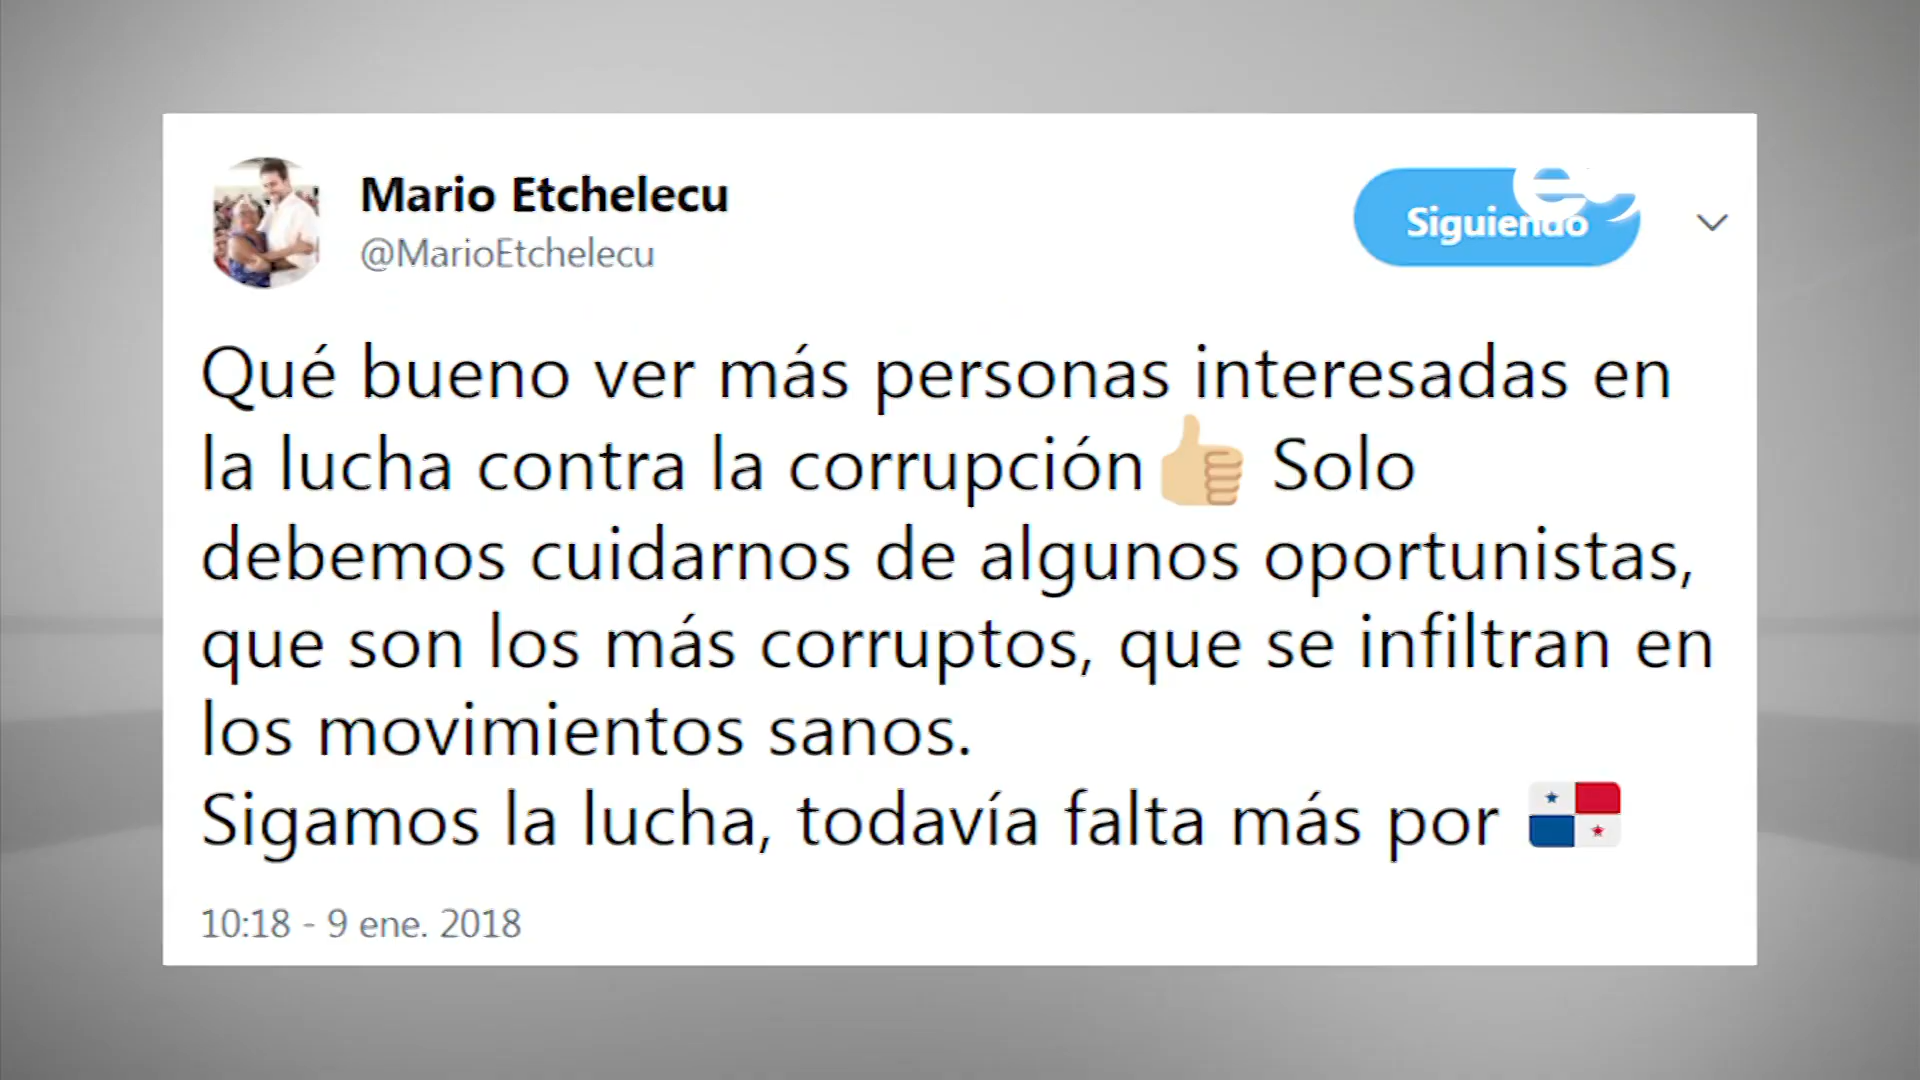 Mario Etchelecu
@MarioEtchelecu
Siguiendo
ec
Qué bueno ver más personas interesadas en
la lucha contra la corrupción👍🏼 Solo
debemos cuidarnos de algunos oportunistas,
que son los más corruptos, que se infiltran en
los movimientos sanos.
Sigamos la lucha, todavía falta más por 🇵🇦
10:18 - 9 ene. 2018